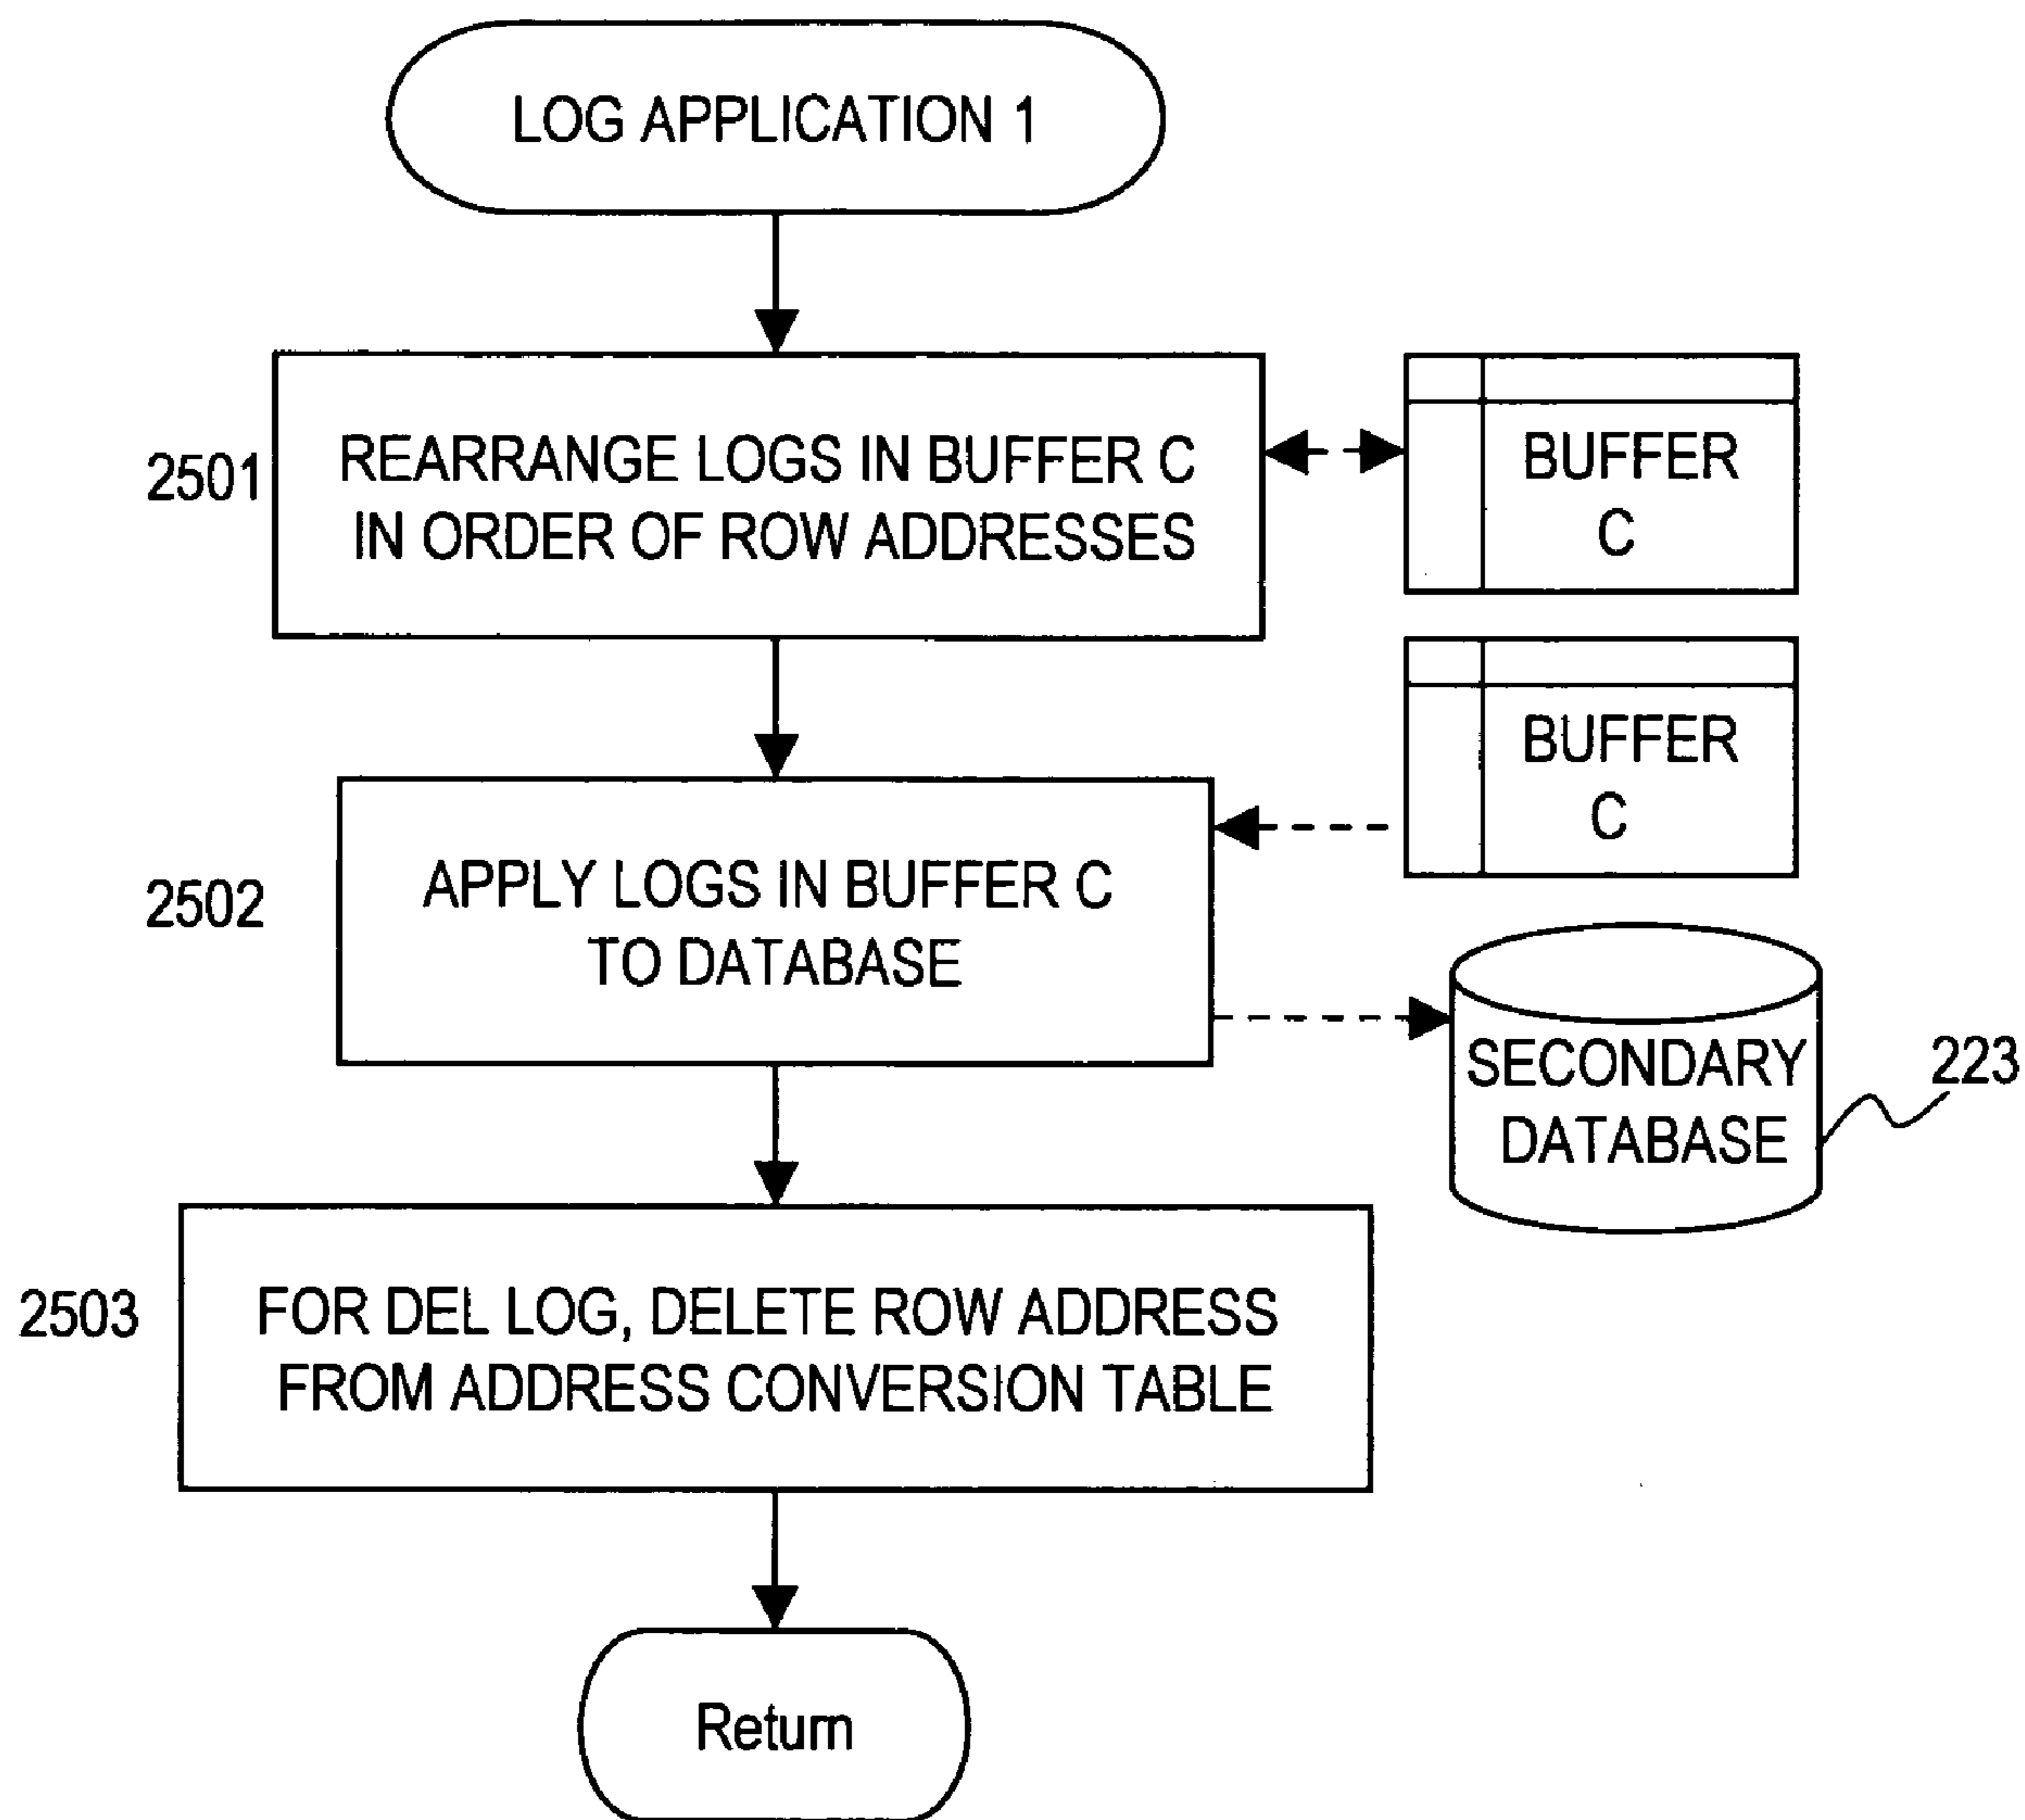 LOG APPLICATION 1
2501
REARRANGE LOGS IN BUFFER C
IN ORDER OF ROW ADDRESSES
BUFFER
C
BUFFER
C
2502
APPLY LOGS IN BUFFER C
TO DATABASE
SECONDARY
DATABASE
223
2503
FOR DEL LOG, DELETE ROW ADDRESS
FROM ADDRESS CONVERSION TABLE
Return